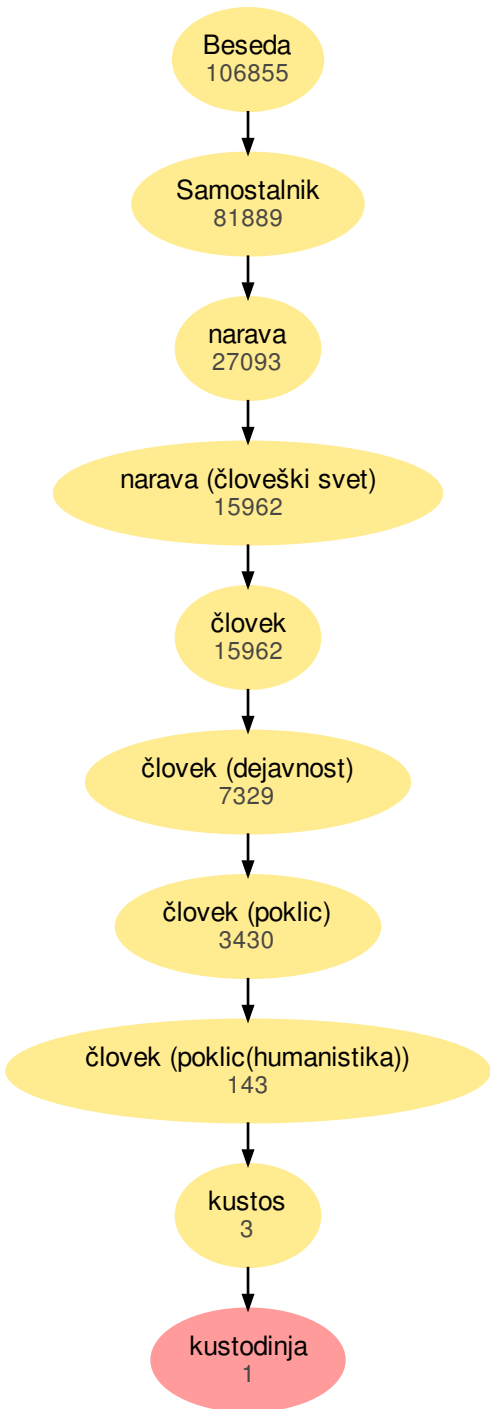 Beseda
106855
Samostalnik
81889
narava
27093
narava (človeški svet)
15962
človek
15962
človek (dejavnost)
7329
človek (poklic)
3430
človek (poklic(humanistika))
143
kustos
3
kustodinja
1